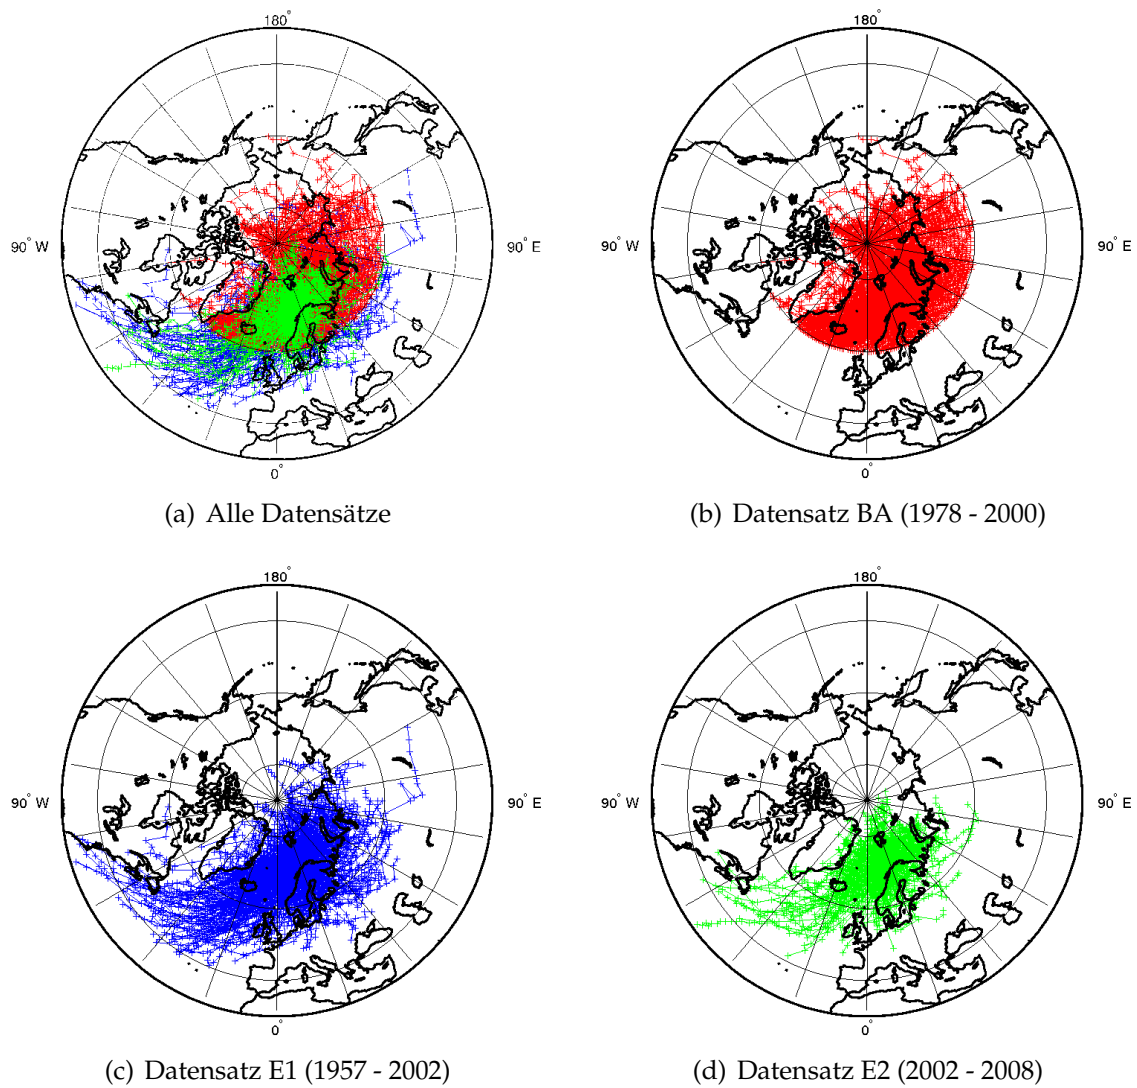 180° 180°
90° W 90° E 90° W 90° E
0° 0°
(a) Alle Datensätze (b) Datensatz BA (1978 - 2000)
180° 180°
90° W 90° E 90° W 90° E
0° 0°
(c) Datensatz E1 (1957 - 2002) (d) Datensatz E2 (2002 - 2008)